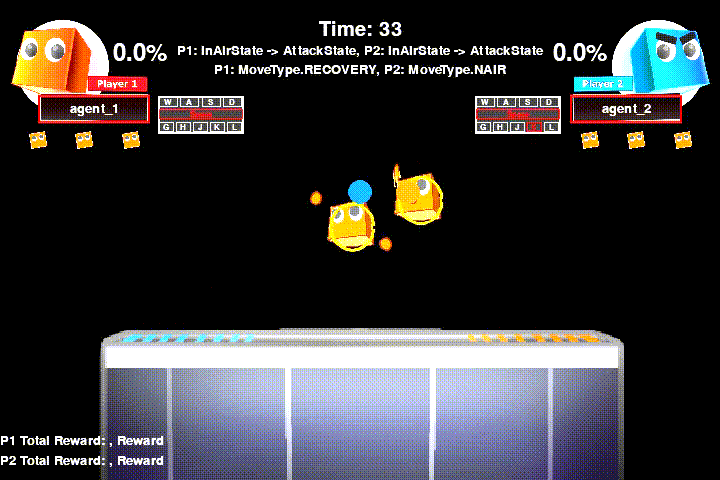 Time: 33
0.0%
P1: InAirState -> AttackState, P2: InAirState -> AttackState
0.0%
P1: MoveType.RECOVERY, P2: MoveType.NAIR
Player 1
Player 2
agent_1
agent_2
W A S D
G H J K L
W A S D
G H J L
P1 Total Reward: , Reward
P2 Total Reward: , Reward